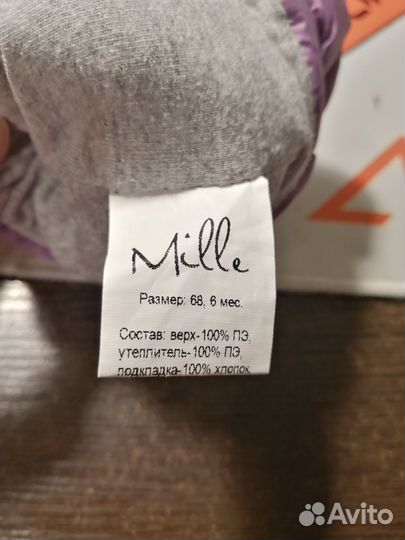 Mille
Размер: 68, 6 мес.
Состав: верх-100% ПЭ,
утеплитель-100% ПЭ,
подкладка-100% хлопок
Avito